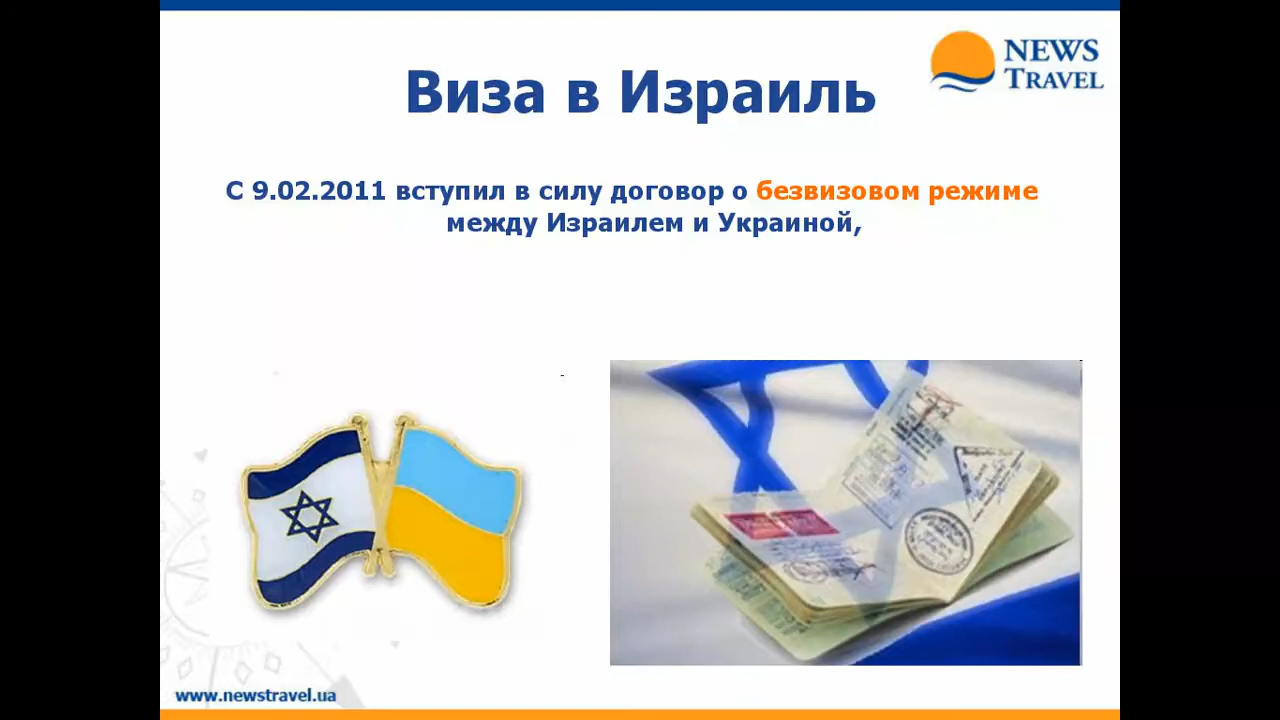 NEWS
TRAVEL
Виза в Израиль
С 9.02.2011 вступил в силу договор о безвизовом режиме
между Израилем и Украиной,
www.newstravel.ua